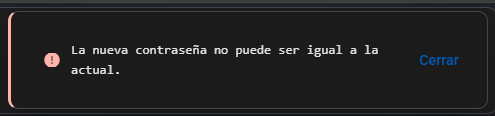 La nueva contraseña no puede ser igual a la
actual.
Cerrar